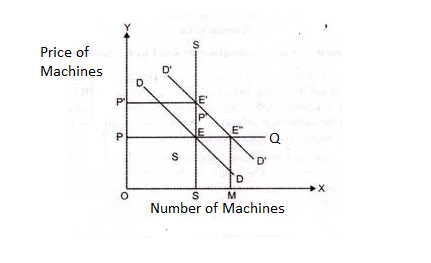 Y
S
Price of
Machines
D'
D
P'
E'
P'
P
E
E"
Q
S
D'
D
O
S
M
X
Number of Machines